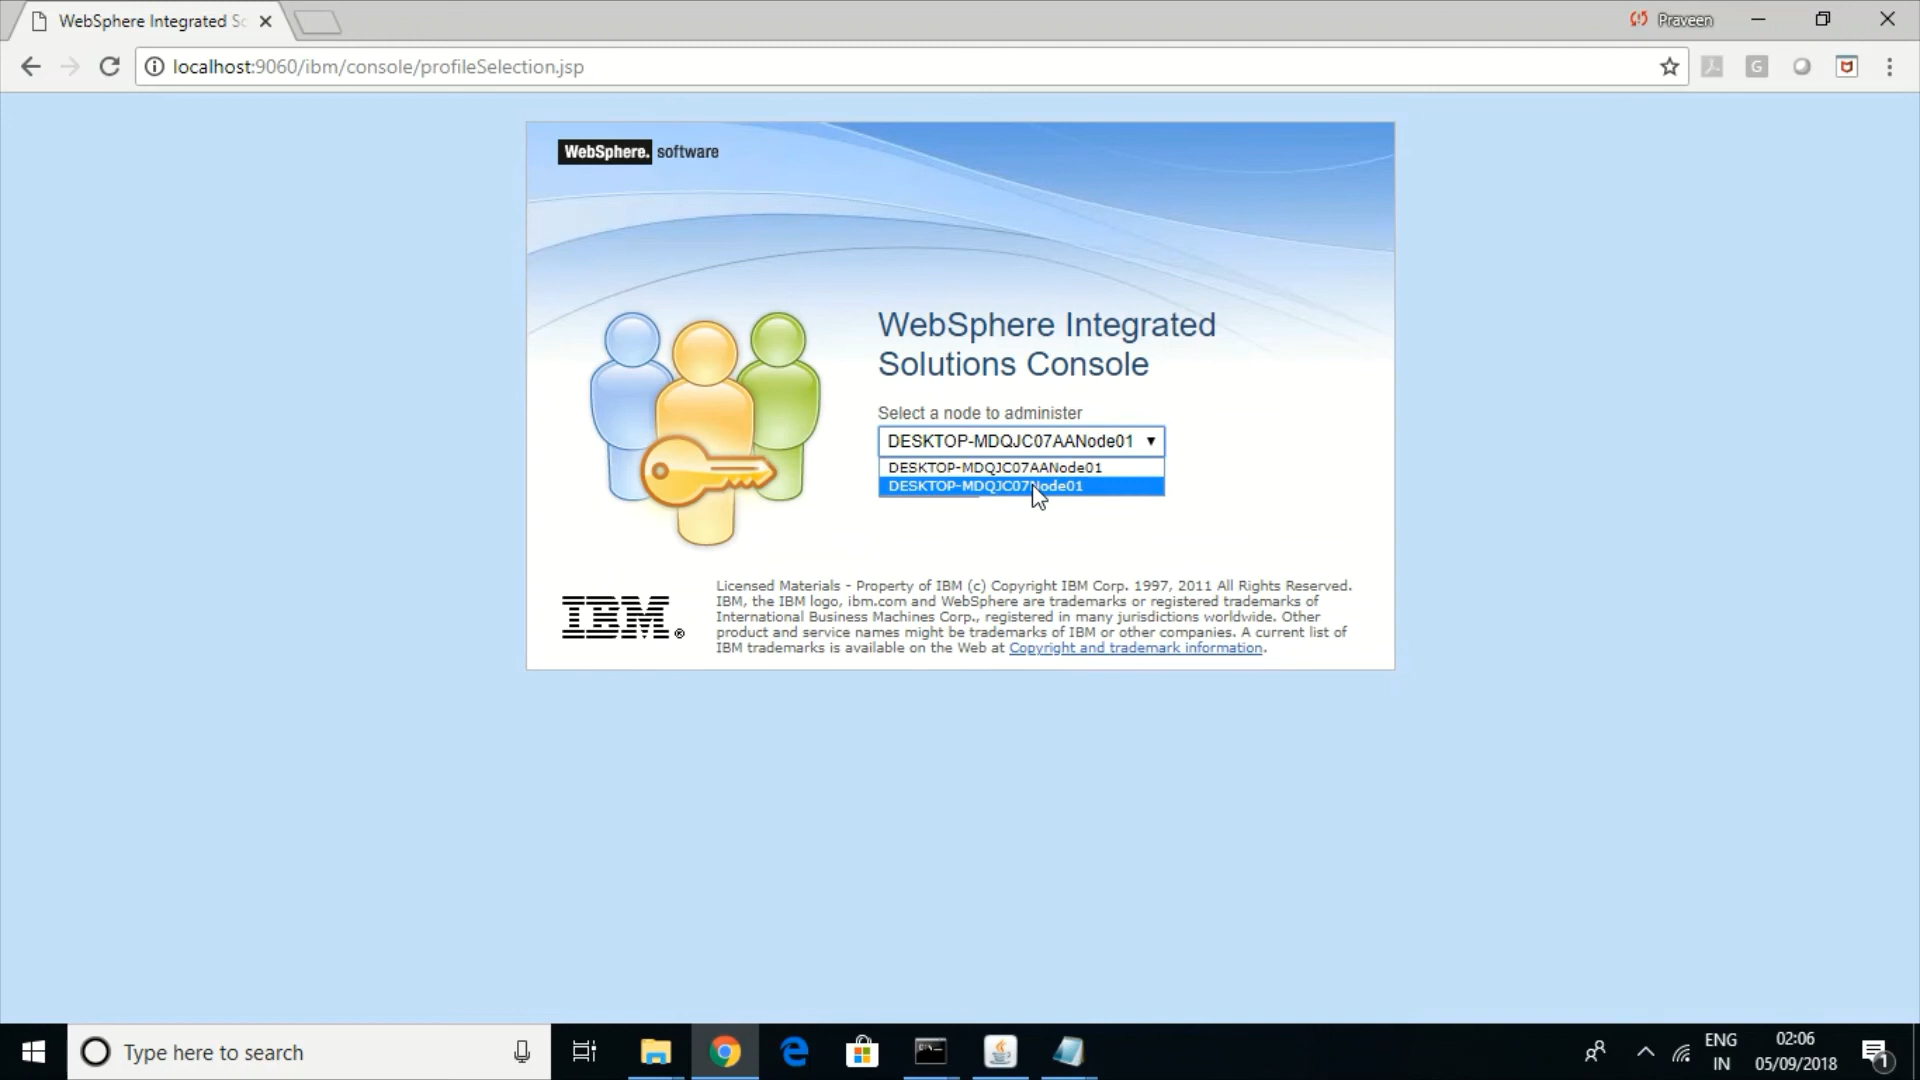 WebSphere Integrated So
Praveen
localhost:9060/ibm/console/profileSelection.jsp
G
WebSphere. software
WebSphere Integrated
Solutions Console
Select a node to administer
DESKTOP-MDQJC07AANode01
DESKTOP-MDQJC07AANode01
DESKTOP-MDQJC07Node01
Licensed Materials - Property of IBM (c) Copyright IBM Corp. 1997, 2011 All Rights Reserved.
IBM, the IBM logo, ibm.com and WebSphere are trademarks or registered trademarks of
International Business Machines Corp., registered in many jurisdictions worldwide. Other
product and service names might be trademarks of IBM or other companies. A current list of
IBM trademarks is available on the Web at Copyright and trademark information.
IBM®
Type here to search
ENG
IN
02:06
05/09/2018
1